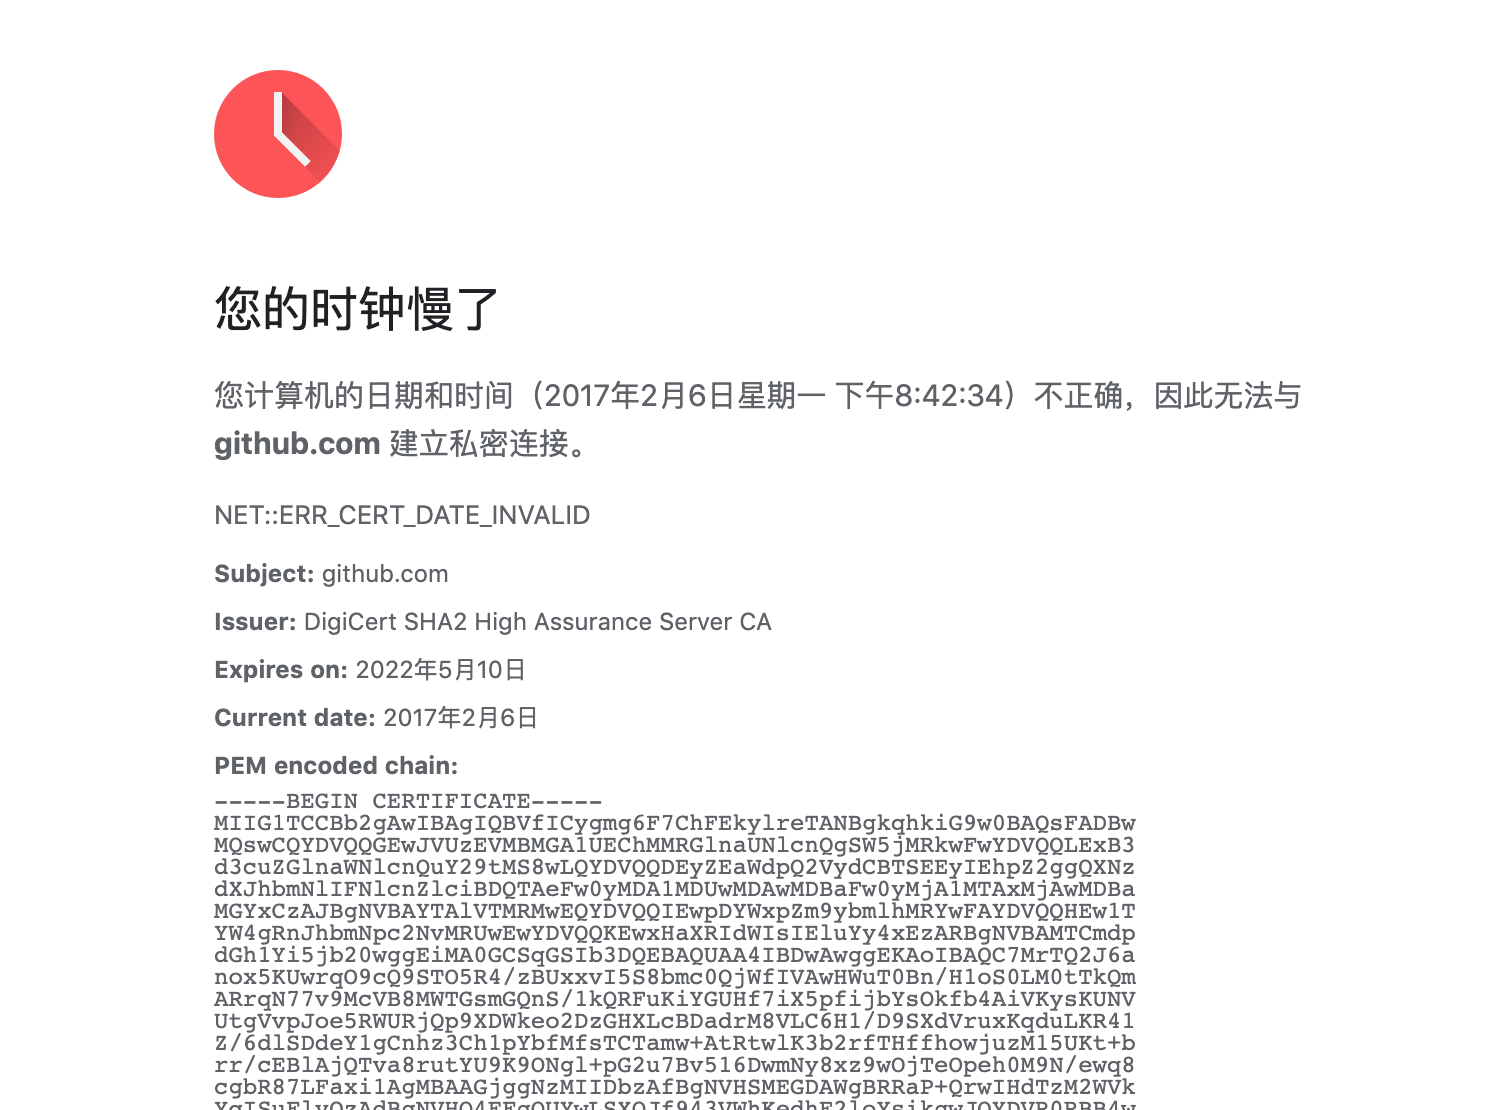 您的时钟慢了
您计算机的日期和时间（2017年2月6日星期一 下午8:42:34）不正确，因此无法与
github.com 建立私密连接。
NET::ERR_CERT_DATE_INVALID
Subject: github.com
Issuer: DigiCert SHA2 High Assurance Server CA
Expires on: 2022年5月10日
Current date: 2017年2月6日
PEM encoded chain:
-----BEGIN CERTIFICATE-----
MIIG1TCCBb2gAwIBAgIQBVfICygmg6F7ChFEkylreTANBgkqhkiG9w0BAQsFADBw
MQswCQYDVQQGEwJVUzEVMBMGA1UEChMMRGlnaUNlcnQgSW5jMRkwFwYDVQQLExB3
d3cuZGlnaWNlcnQuY29tMS8wLQYDVQQDEyZEaWdpQ2VydCBTSEEyIEhpZ2ggQXNz
dXJhbmNlIFNlcnZlciBDQTAeFw0yMDA1MDUwMDAwMDBaFw0yMjA1MTAxMjAwMDBa
MGYxCzAJBgNVBAYTAlVTMRMwEQYDVQQIEwpDYWxpZm9ybmlhMRYwFAYDVQQHEw1T
YW4gRnJhbmNpc2NvMRUwEwYDVQQKEwxHaXRIdWIsIEluYy4xEzARBgNVBAMTCmdp
dGh1Yi5jb20wggEiMA0GCSqGSIb3DQEBAQUAA4IBDwAwggEKAoIBAQC7MrTQ2J6a
nox5KUwrqO9cQ9STO5R4/zBUxxvI5S8bmc0QjWfIVAwHWuT0Bn/H1oS0LM0tTkQm
ARrqN77v9McVB8MWTGsmGQnS/1kQRFuKiYGUHf7iX5pfijbYsOkfb4AiVKysKUNV
UtgVvpJoe5RWURjQp9XDWkeo2DzGHXLcBDadrM8VLC6H1/D9SXdVruxKqduLKR41
Z/6dlSDdeY1gCnhz3Ch1pYbfMfsTCTamw+AtRtwlK3b2rfTHffhowjuzM15UKt+b
rr/cEBlAjQTva8rutYU9K9ONgl+pG2u7Bv516DwmNy8xz9wOjTeOpeh0M9N/ewq8
cgbR87LFaxi1AgMBAAGjggNzMIIDbzAfBgNVHSMEGDAWgBRRaP+QrwIHdTzM2WVk